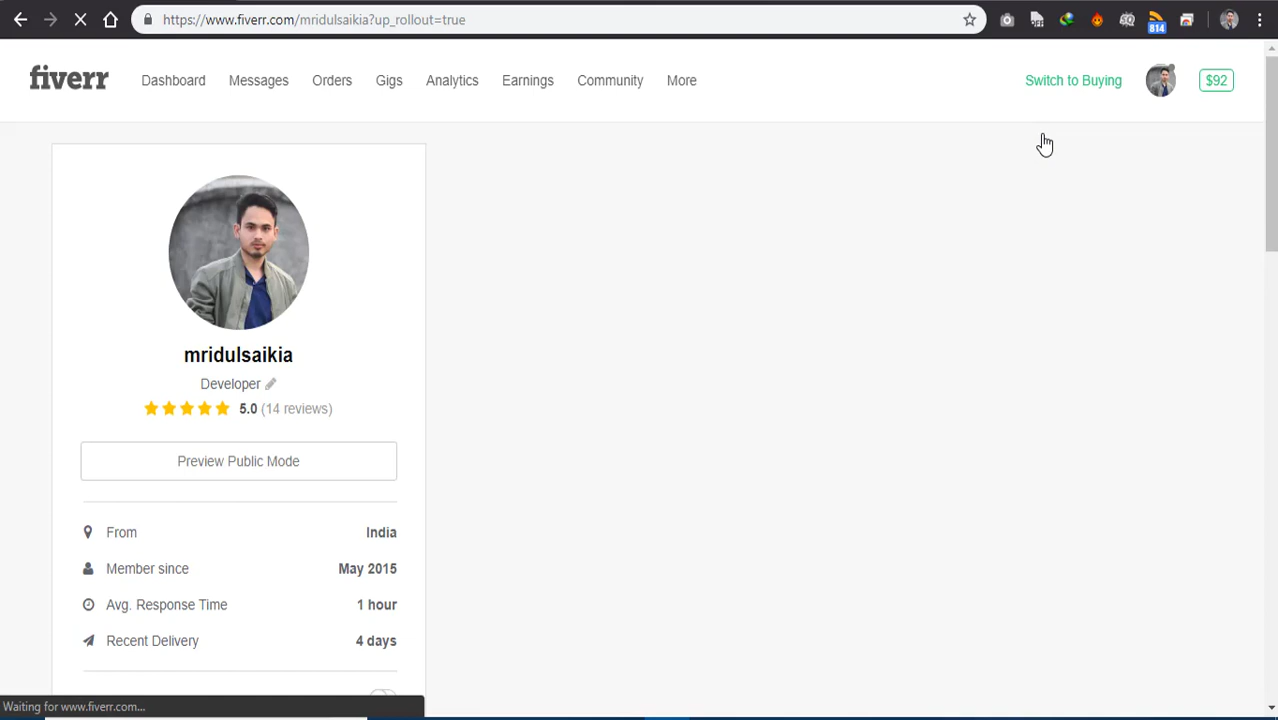 https://www.fiverr.com/mridulsaikia?up_rollout=true
OFF
SQ
814
fiverr
Dashboard
Messages
Orders
Gigs
Analytics
Earnings
Community
More
Switch to Buying
$92
mridulsaikia
Developer
5.0 (14 reviews)
Preview Public Mode
From India
Member since May 2015
Avg. Response Time 1 hour
Recent Delivery 4 days
Waiting for www.fiverr.com...